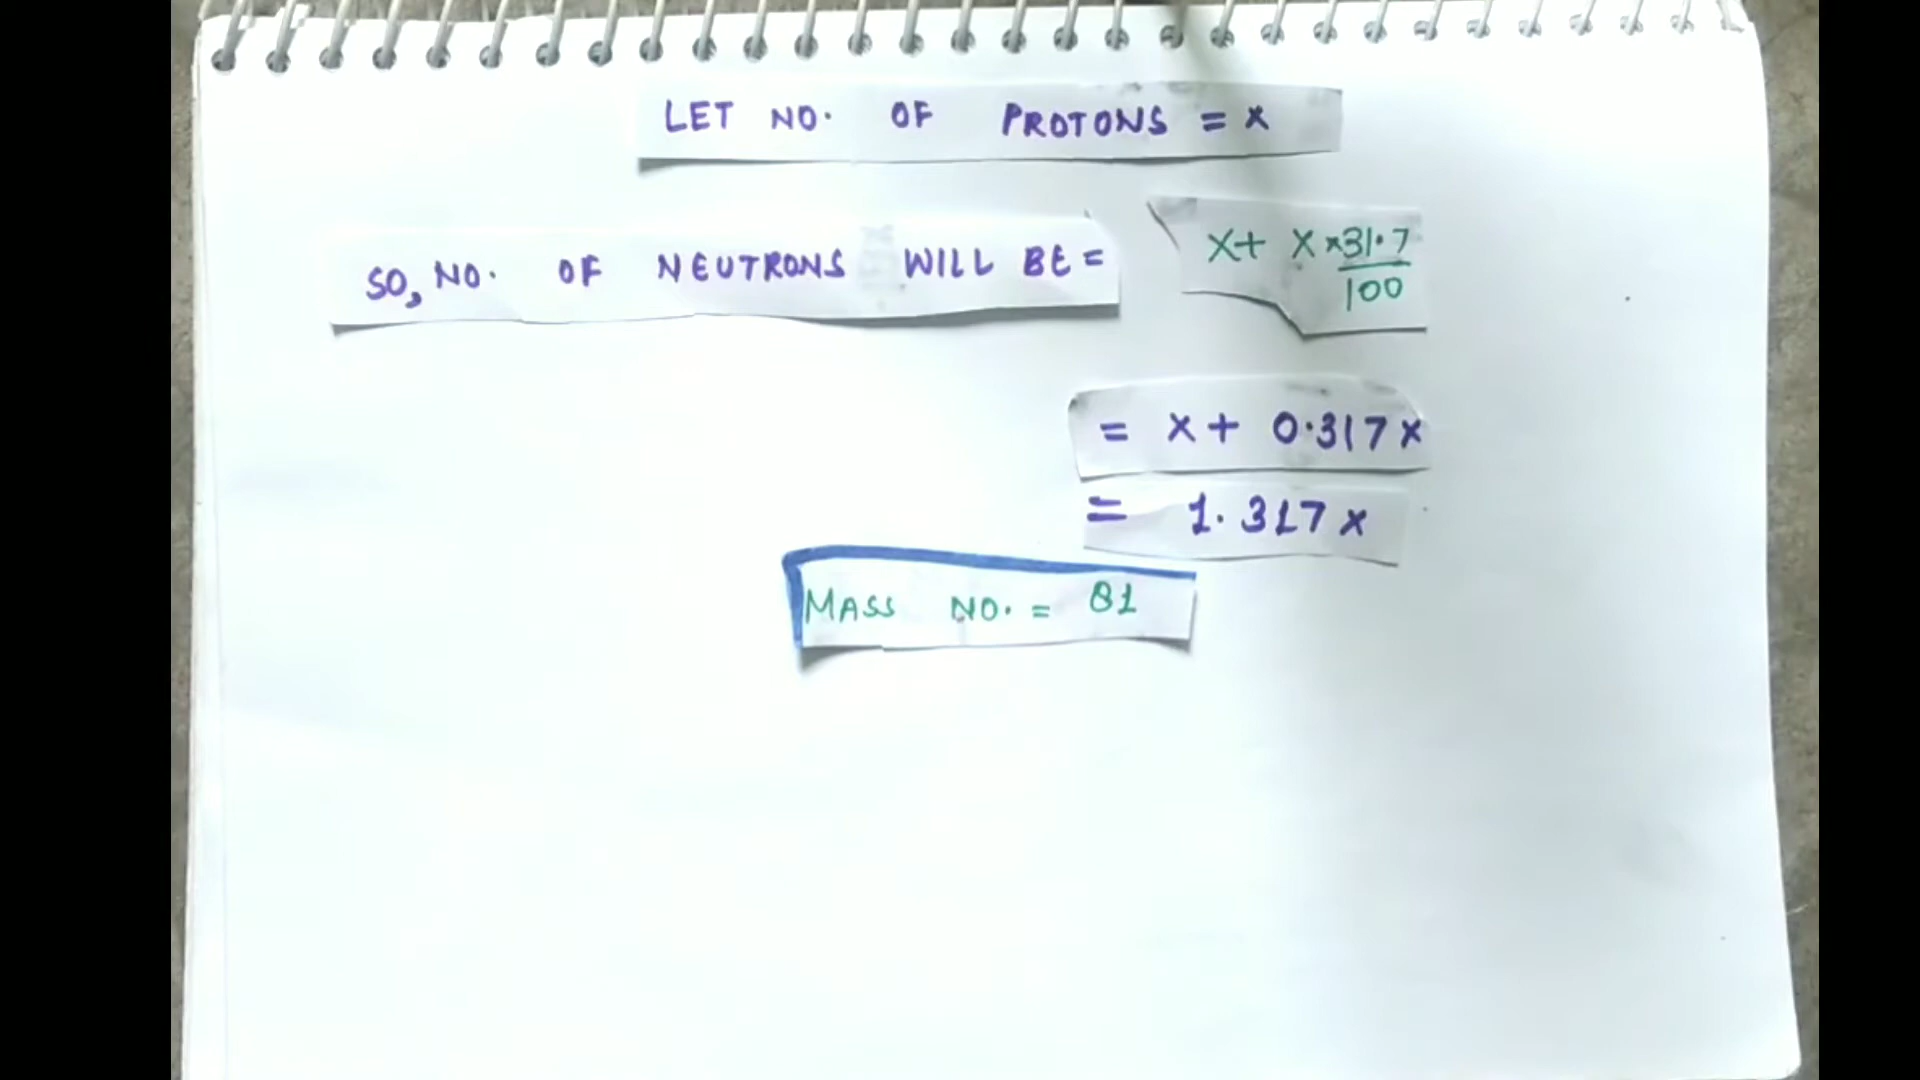 LET NO. OF PROTONS = x
SO, NO. OF NEUTRONS WILL BE = x + x × 31.7/100
= x + 0.317x
= 1.317x
MASS NO. = 81